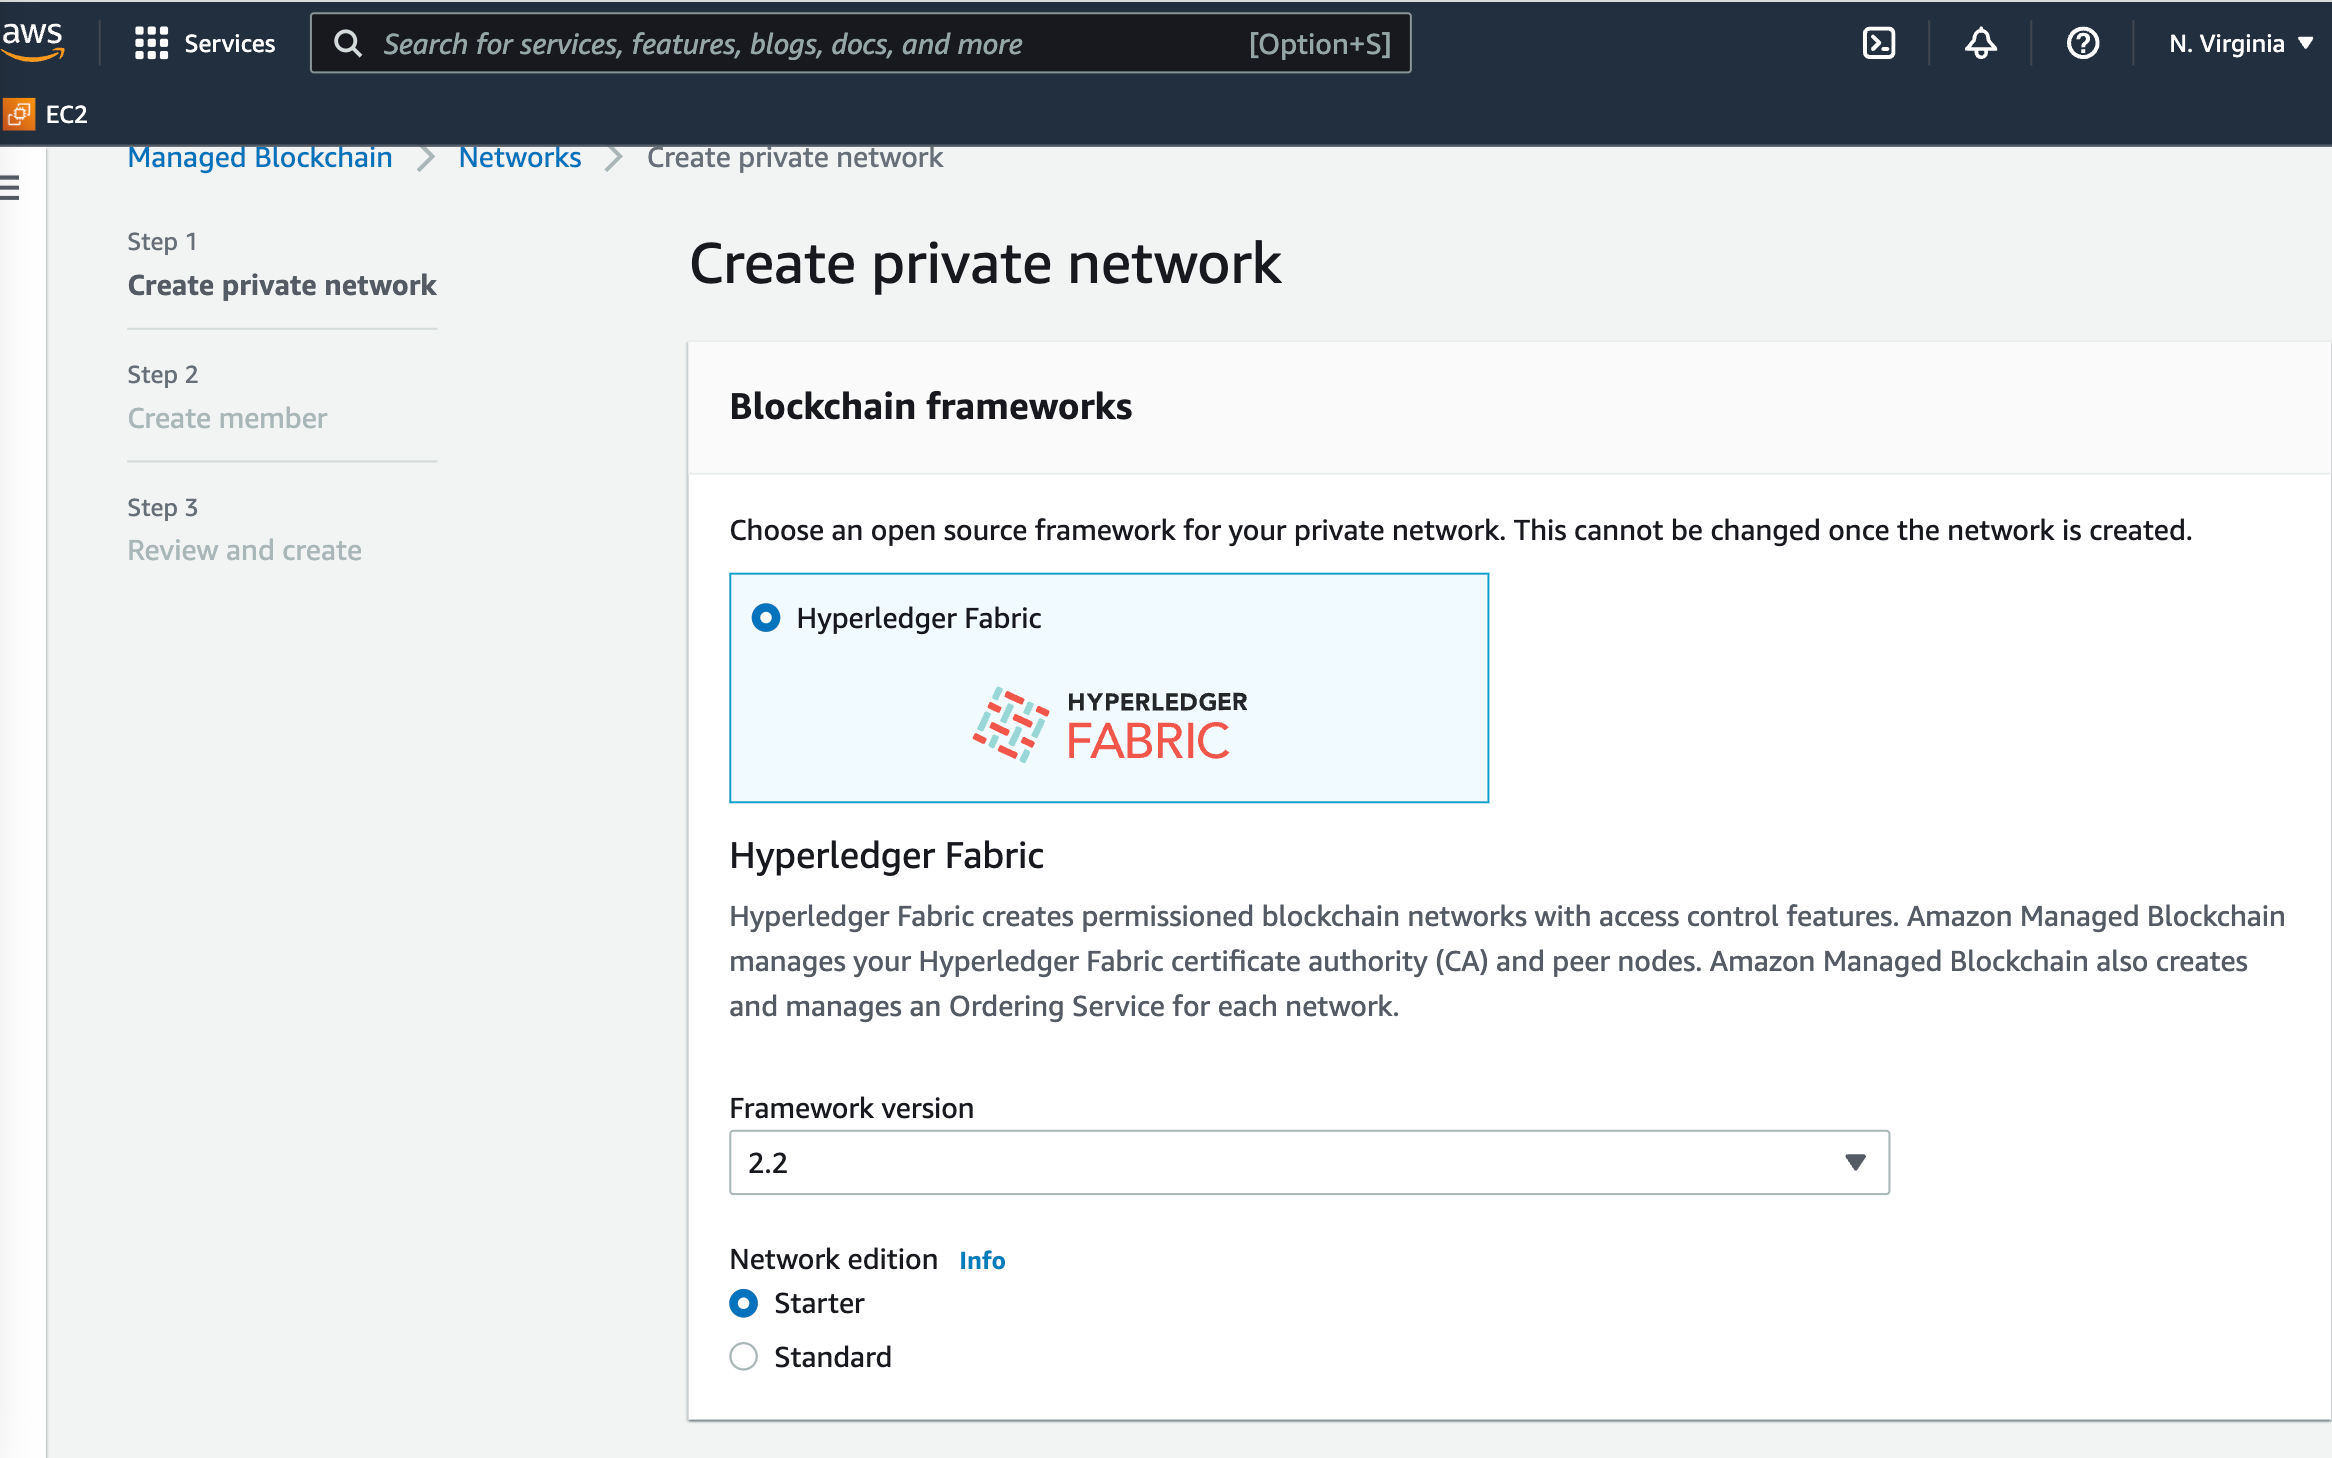 aws
Services
Search for services, features, blogs, docs, and more
[Option+S]
N. Virginia
EC2
Managed Blockchain
Networks
Create private network
Step 1
Create private network
Step 2
Create member
Step 3
Review and create
Create private network
Blockchain frameworks
Choose an open source framework for your private network. This cannot be changed once the network is created.
Hyperledger Fabric
HYPERLEDGER
FABRIC
Hyperledger Fabric
Hyperledger Fabric creates permissioned blockchain networks with access control features. Amazon Managed Blockchain
manages your Hyperledger Fabric certificate authority (CA) and peer nodes. Amazon Managed Blockchain also creates
and manages an Ordering Service for each network.
Framework version
2.2
Network edition Info
Starter
Standard